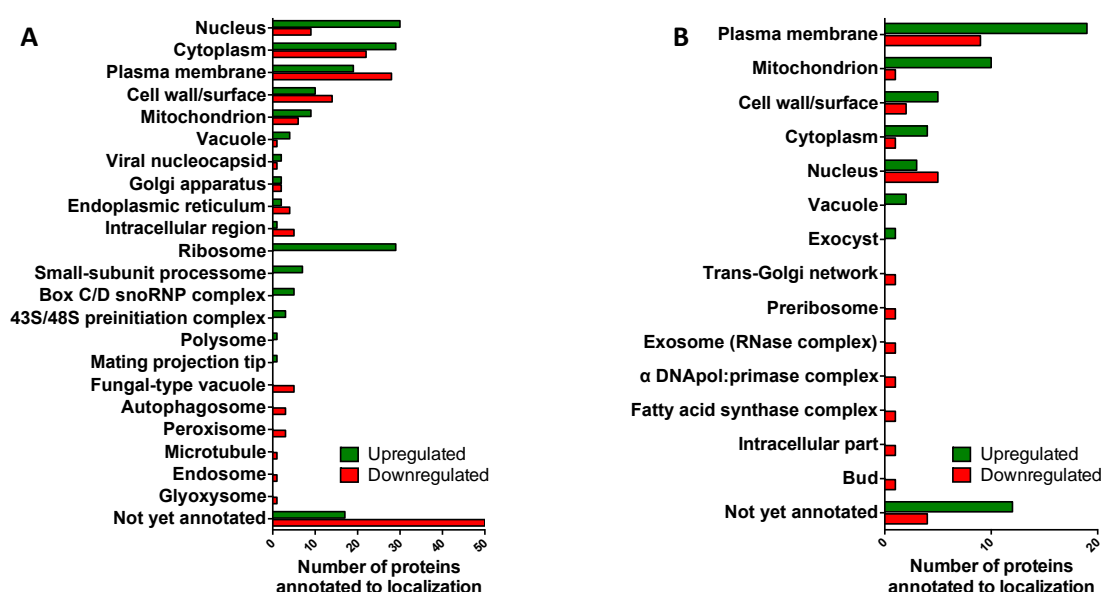 A
Nucleus
Cytoplasm
Plasma membrane
Cell wall/surface
Mitochondrion
Vacuole
Viral nucleocapsid
Golgi apparatus
Endoplasmic reticulum
Intracellular region
Ribosome
Small-subunit processome
Box C/D snoRNP complex
43S/48S preinitiation complex
Polysome
Mating projection tip
Fungal-type vacuole
Autophagosome
Peroxisome
Microtubule
Endosome
Glyoxysome
Not yet annotated
Upregulated
Downregulated
0 10 20 30 40 50
Number of proteins
annotated to localization
B
Plasma membrane
Mitochondrion
Cell wall/surface
Cytoplasm
Nucleus
Vacuole
Exocyst
Trans-Golgi network
Preribosome
Exosome (RNase complex)
α DNApol:primase complex
Fatty acid synthase complex
Intracellular part
Bud
Not yet annotated
Upregulated
Downregulated
0 10 20
Number of proteins
annotated to localization